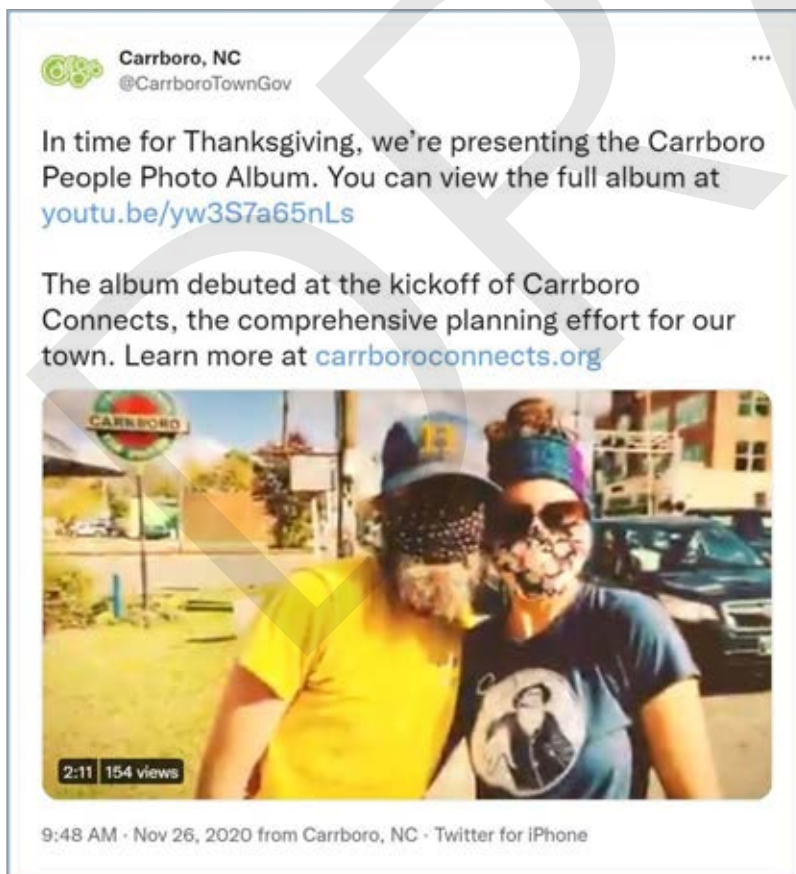 Carrboro, NC
@CarrboroTownGov
In time for Thanksgiving, we’re presenting the Carrboro
People Photo Album. You can view the full album at
youtu.be/yw3S7a65nLs
The album debuted at the kickoff of Carrboro
Connects, the comprehensive planning effort for our
town. Learn more at carrboroconnects.org
CARRBORO
2:11 154 views
9:48 AM · Nov 26, 2020 from Carrboro, NC · Twitter for iPhone